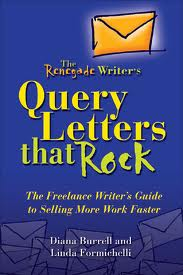 The Renegade Writer's
Query
Letters
that Rock
The Freelance Writer's Guide
to Selling More Work Faster
Diana Burrell and
Linda Formichelli